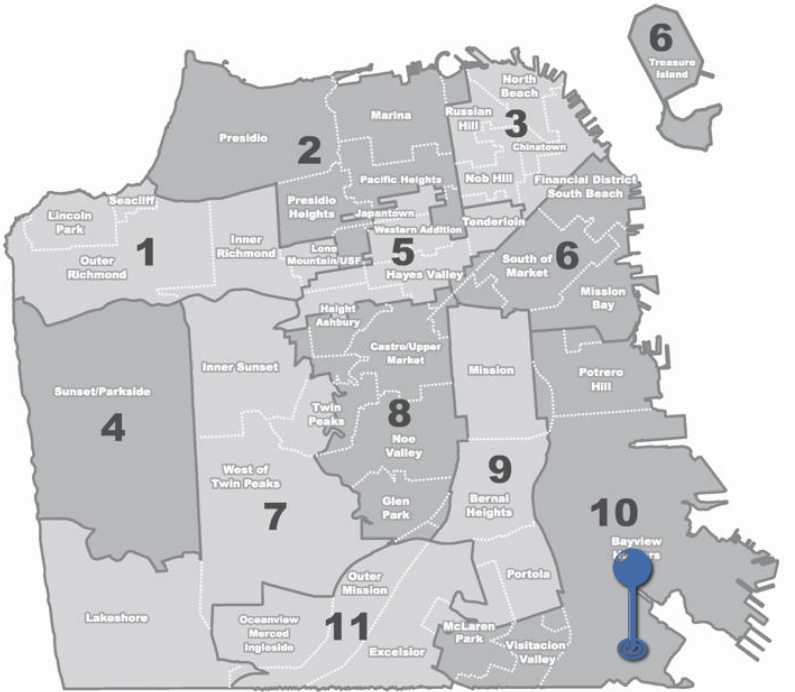 6
Treasure
Island
North
Beach
Marina
Russian
Hill
3
Presidio
2
Chinatown
Pacific Heights
Nob Hill
Financial District
South Beach
Seacliff
Presidio
Heights
Japantown
Lincoln
Park
Western Addition
Tenderloin
1
Inner
Richmond
Lone
Mountain/USF
5
Hayes Valley
South of
Market
6
Outer
Richmond
Mission
Bay
Haight
Ashbury
Castro/Upper
Market
Inner Sunset
Mission
Potrero
Hill
Sunset/Parkside
4
Twin
Peaks
8
Noe
Valley
West of
Twin Peaks
9
Bernal
Heights
7
Glen
Park
10
Bayview
Portola
Outer
Mission
Lakeshore
Oceanview
Merced
Ingleside
11
Excelsior
McLaren
Park
Visitacion
Valley